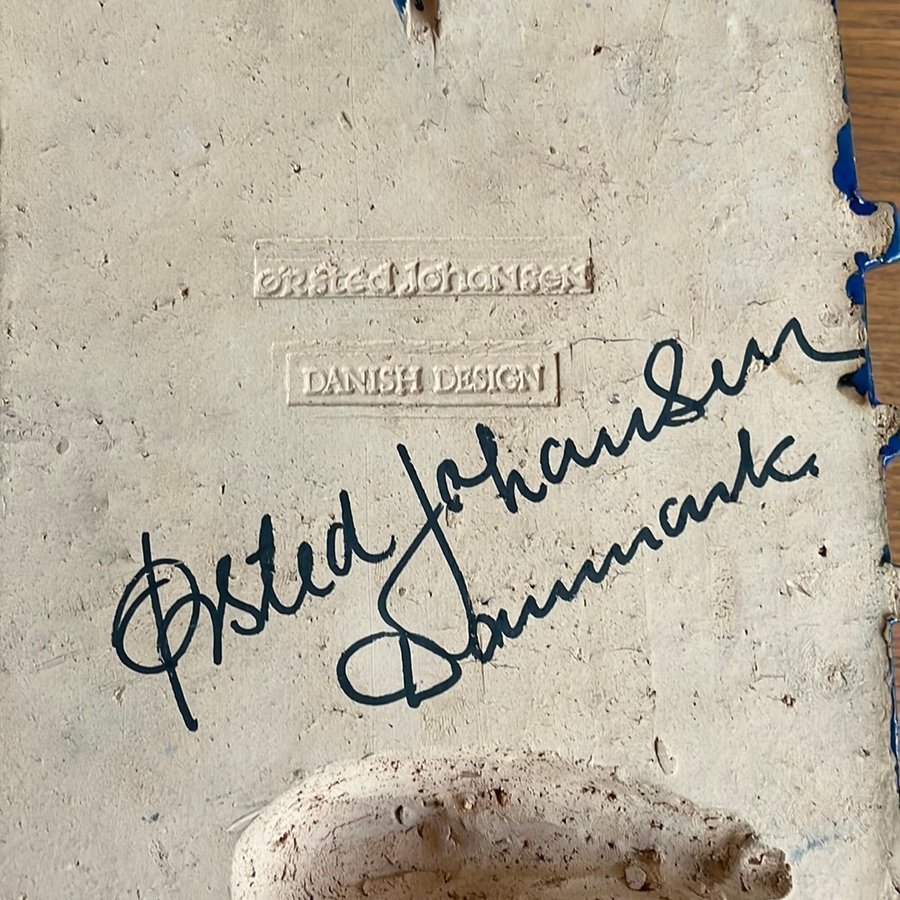 ØRsted Johansen
DANISH DESIGN
Ørsted Johansen
Danmark.